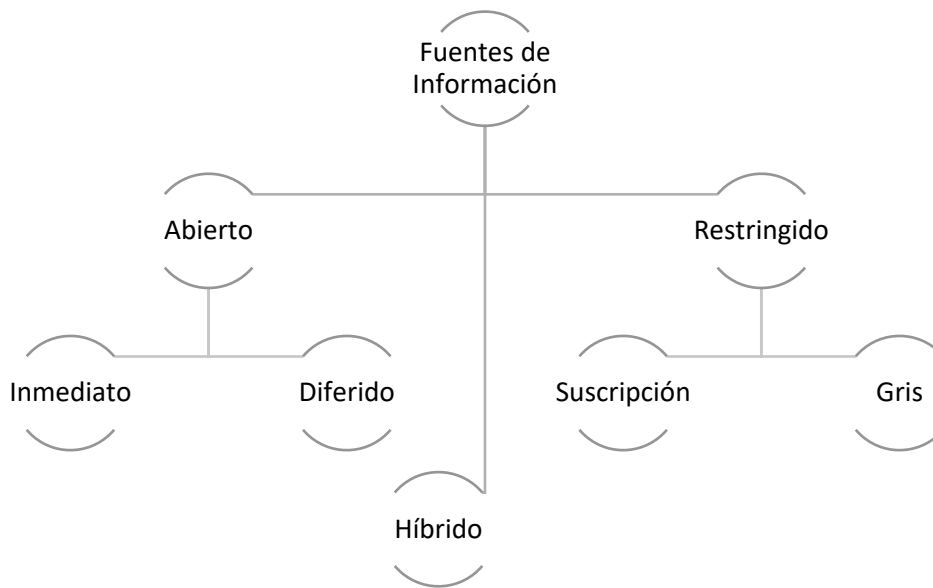 Fuentes de
Información
Abierto
Restringido
Inmediato
Diferido
Suscripción
Gris
Híbrido